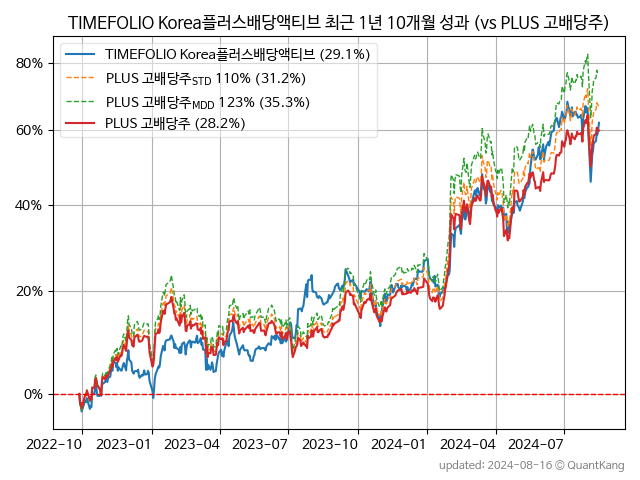 TIMEFOLIO Korea플러스배당액티브 최근 1년 10개월 성과 (vs PLUS 고배당주)
TIMEFOLIO Korea플러스배당액티브 (29.1%)
PLUS 고배당주STD 110% (31.2%)
PLUS 고배당주MDD 123% (35.3%)
PLUS 고배당주 (28.2%)
80%
60%
40%
20%
0%
2022-10 2023-01 2023-04 2023-07 2023-10 2024-01 2024-04 2024-07
updated: 2024-08-16 © QuantKang